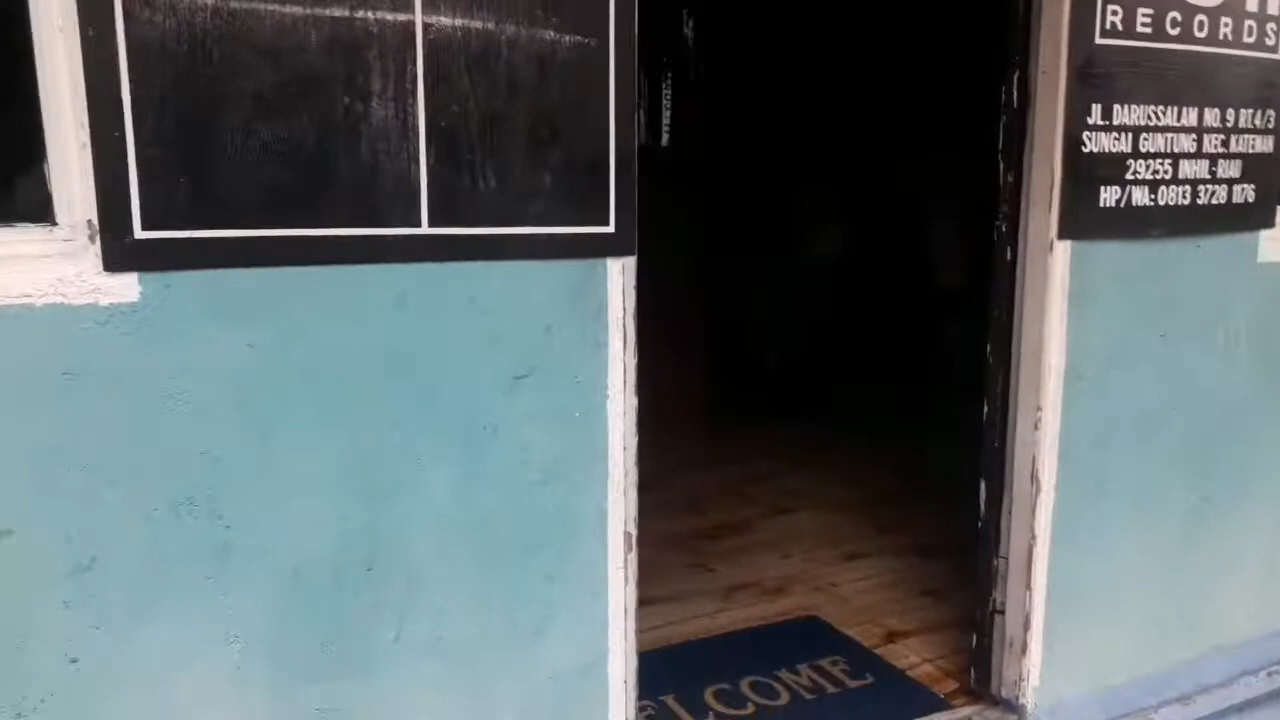 RECORDS
JL. DARUSSALAM NO. 9 RT.4/3
SUNGAI GUNTUNG KEC. KATEMAN
29255 INHIL-RIAU
HP/WA: 0813 3728 1176
ELCOME